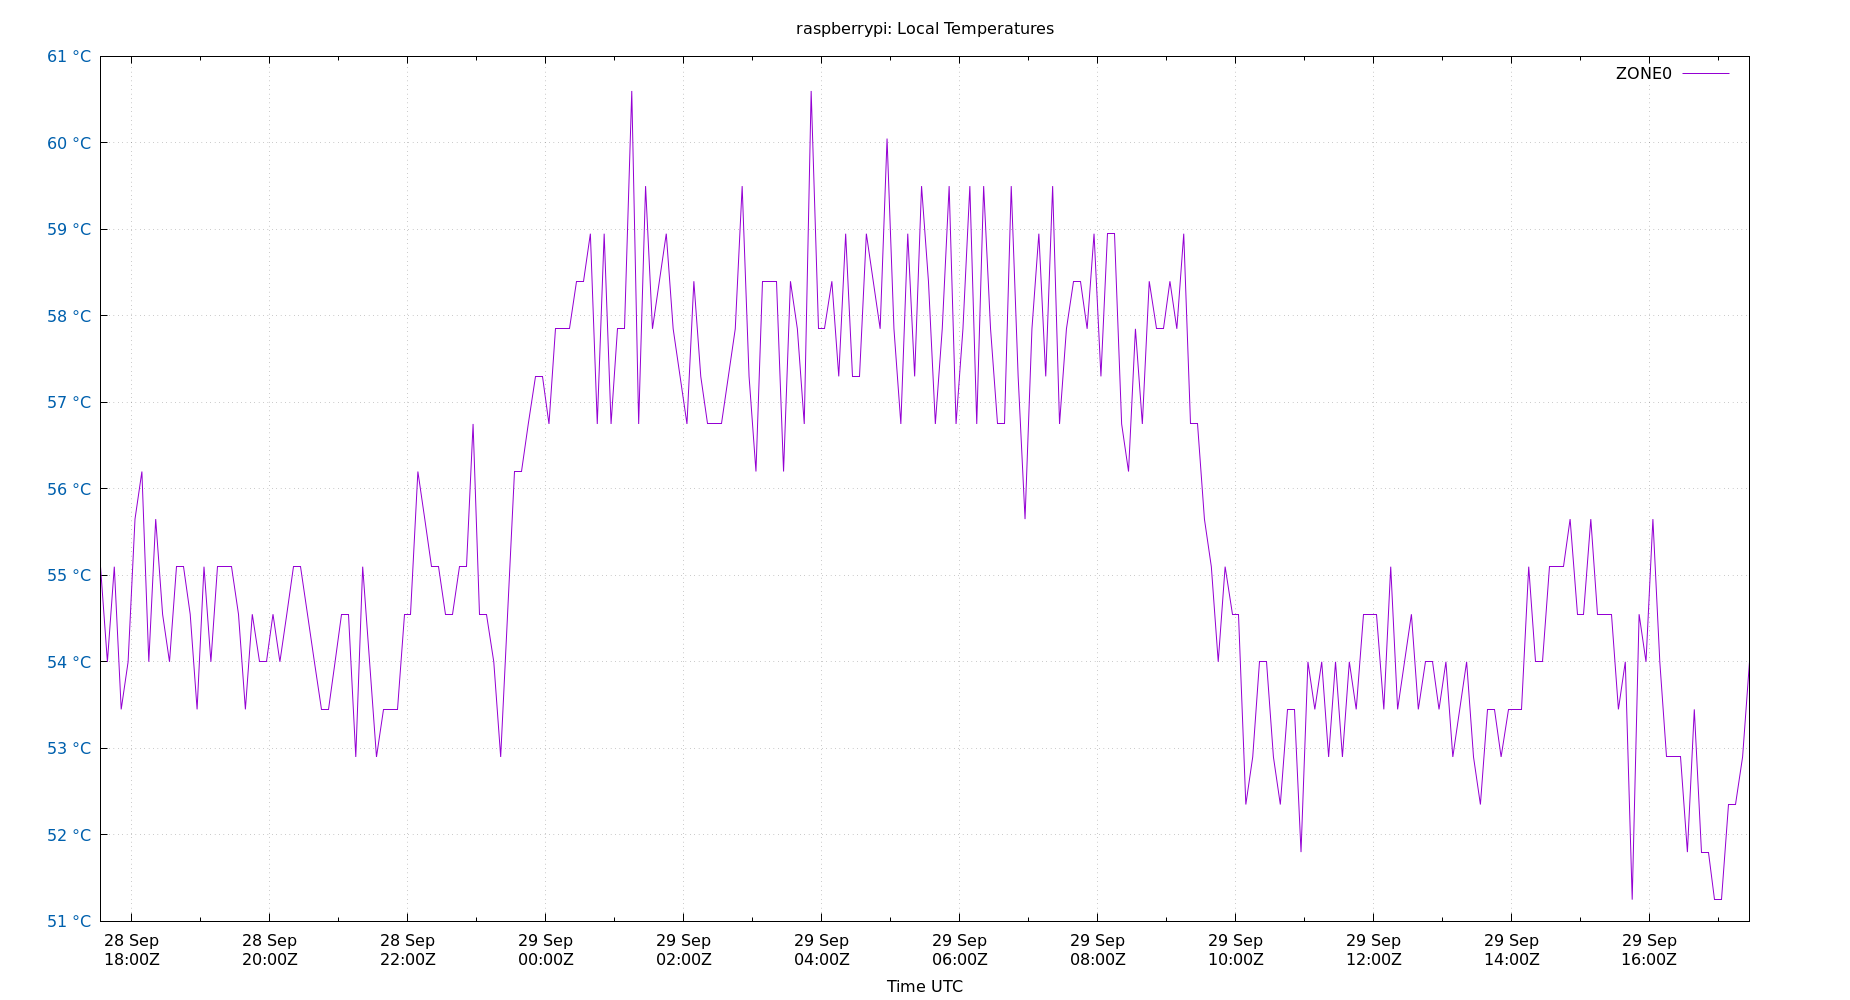 raspberrypi: Local Temperatures
61 °C
ZONE0
60 °C
59 °C
58 °C
57 °C
56 °C
55 °C
54 °C
53 °C
52 °C
51 °C
28 Sep 28 Sep 28 Sep 29 Sep 29 Sep 29 Sep 29 Sep 29 Sep 29 Sep 29 Sep 29 Sep 29 Sep
18:00Z 20:00Z 22:00Z 00:00Z 02:00Z 04:00Z 06:00Z 08:00Z 10:00Z 12:00Z 14:00Z 16:00Z
Time UTC